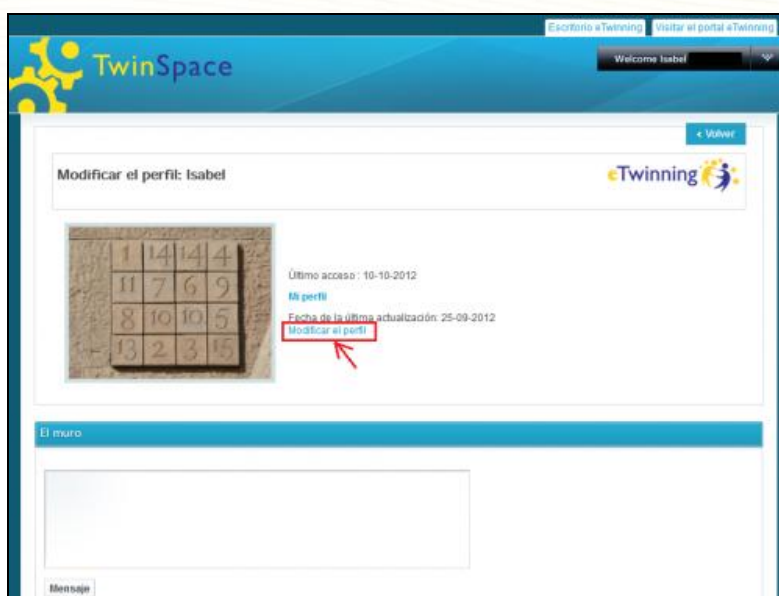 Escritorio eTwinning Visitar el portal eTwinning
TwinSpace
Welcome Isabel
< Volver
Modificar el perfil: Isabel
eTwinning
1 14 14 4
11 7 6 9
8 10 10 5
13 2 3 15
Último acceso : 10-10-2012
Mi perfil
Fecha de la última actualización: 25-09-2012
Modificar el perfil
El muro
Mensaje